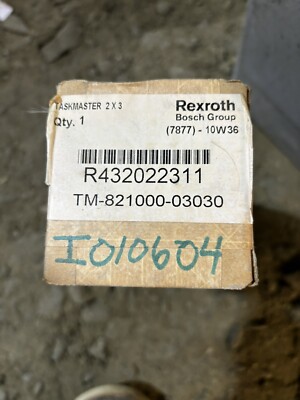 TASKMASTER 2 X 3
Rexroth
Bosch Group
Qty. 1
(7877) - 10W36
R432022311
TM-821000-03030
I010604